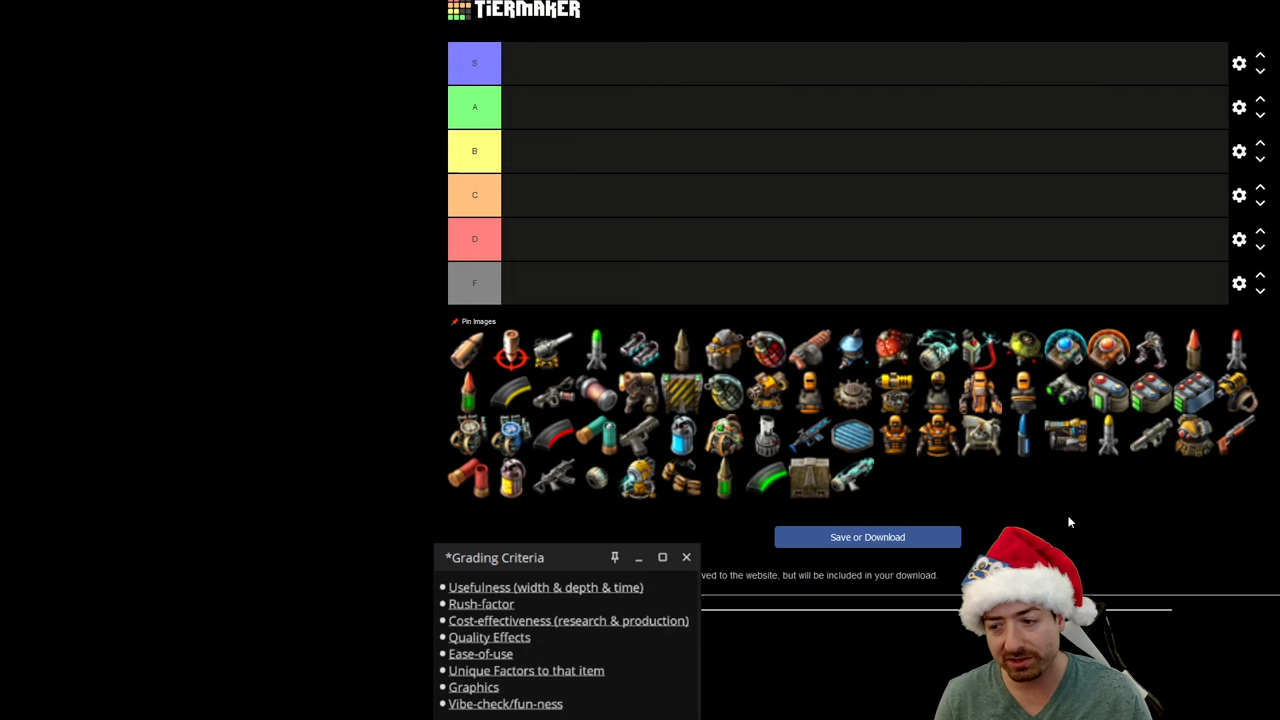 TiERMAKER
S
A
B
C
D
F
Pin Images
Save or Download
ved to the website, but will be included in your download.
*Grading Criteria
• Usefulness (width & depth & time)
• Rush-factor
• Cost-effectiveness (research & production)
• Quality Effects
• Ease-of-use
• Unique Factors to that item
• Graphics
• Vibe-check/fun-ness